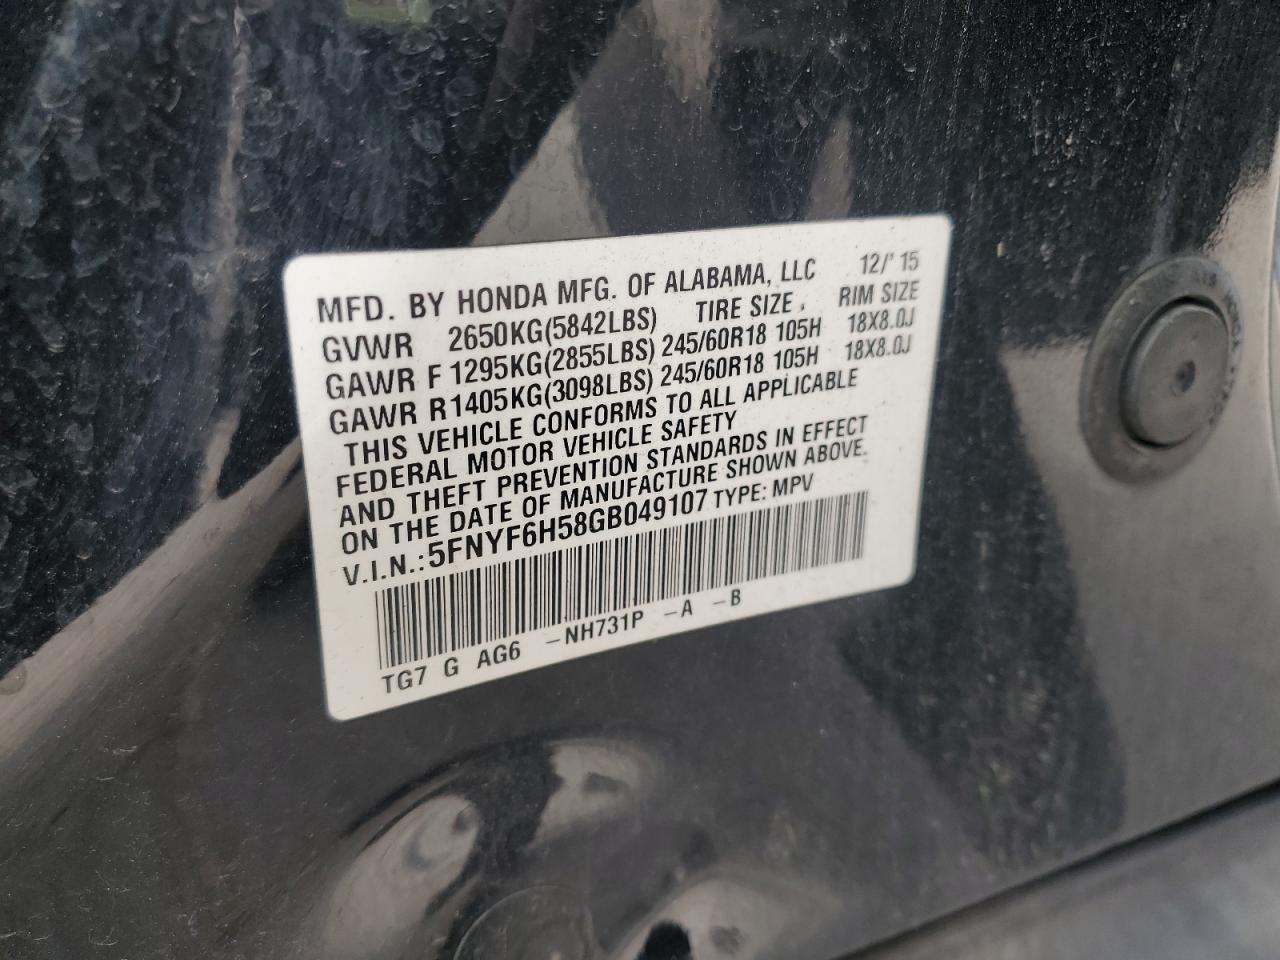 MFD. BY HONDA MFG. OF ALABAMA, LLC 12/'15
GVWR 2650KG(5842LBS) TIRE SIZE RIM SIZE
GAWR F 1295KG(2855LBS) 245/60R18 105H 18X8.0J
GAWR R1405KG(3098LBS) 245/60R18 105H 18X8.0J
THIS VEHICLE CONFORMS TO ALL APPLICABLE
FEDERAL MOTOR VEHICLE SAFETY
AND THEFT PREVENTION STANDARDS IN EFFECT
ON THE DATE OF MANUFACTURE SHOWN ABOVE.
V.I.N.: 5FNYF6H58GB049107 TYPE: MPV
TG7 G AG6 -NH731P -A -B